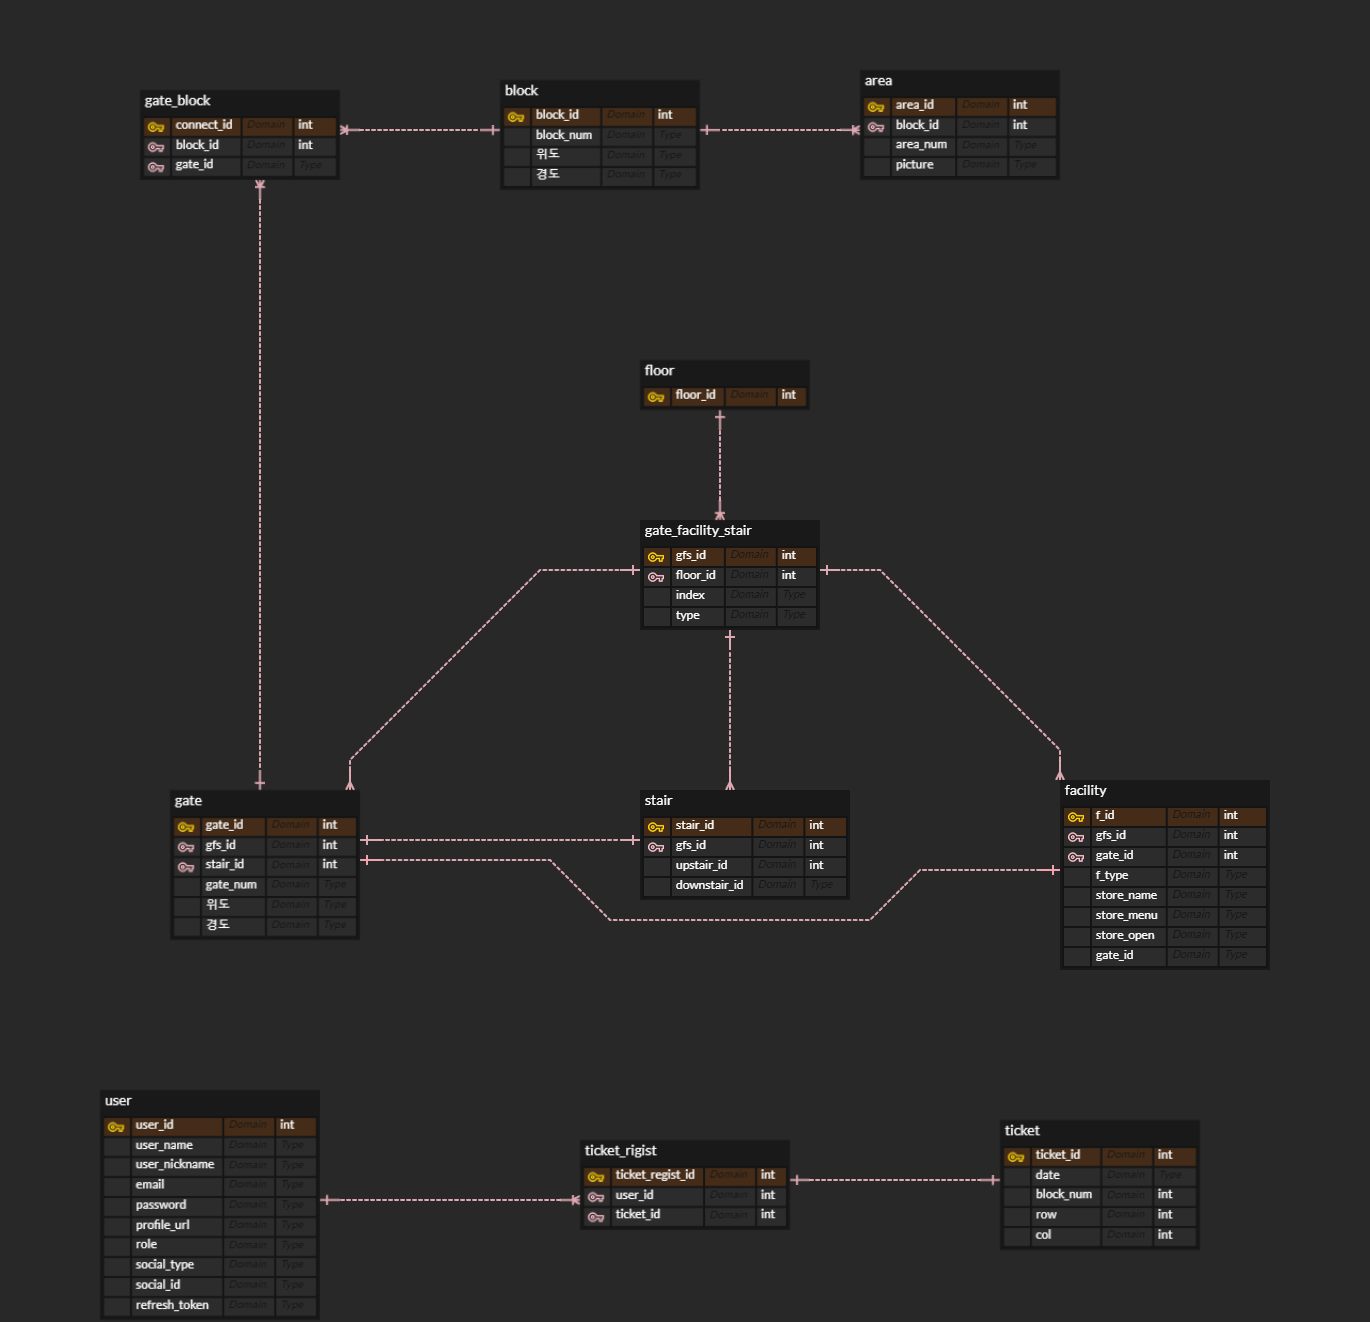 gate_block
connect_id Domain int
block_id Domain int
gate_id Domain Type
block
block_id Domain int
block_num Domain Type
위도 Domain Type
경도 Domain Type
area
area_id Domain int
block_id Domain int
area_num Domain Type
picture Domain Type
floor
floor_id Domain int
gate_facility_stair
gfs_id Domain int
floor_id Domain int
index Domain Type
type Domain Type
gate
gate_id Domain int
gfs_id Domain int
stair_id Domain int
gate_num Domain Type
위도 Domain Type
경도 Domain Type
stair
stair_id Domain int
gfs_id Domain int
upstair_id Domain int
downstair_id Domain Type
facility
f_id Domain int
gfs_id Domain int
gate_id Domain int
f_type Domain Type
store_name Domain Type
store_menu Domain Type
store_open Domain Type
gate_id Domain Type
user
user_id Domain int
user_name Domain Type
user_nickname Domain Type
email Domain Type
password Domain Type
profile_url Domain Type
role Domain Type
social_type Domain Type
social_id Domain Type
refresh_token Domain Type
ticket_rigist
ticket_regist_id Domain int
user_id Domain int
ticket_id Domain int
ticket
ticket_id Domain int
date Domain Type
block_num Domain int
row Domain int
col Domain int